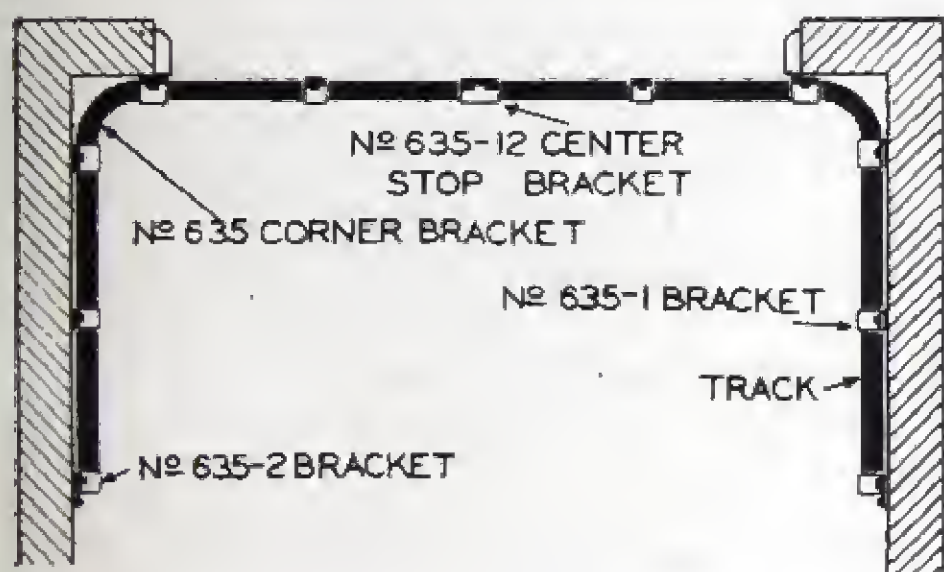 Nº 635-12 CENTER
STOP BRACKET
Nº 635 CORNER BRACKET
Nº 635-1 BRACKET
TRACK
Nº 635-2 BRACKET